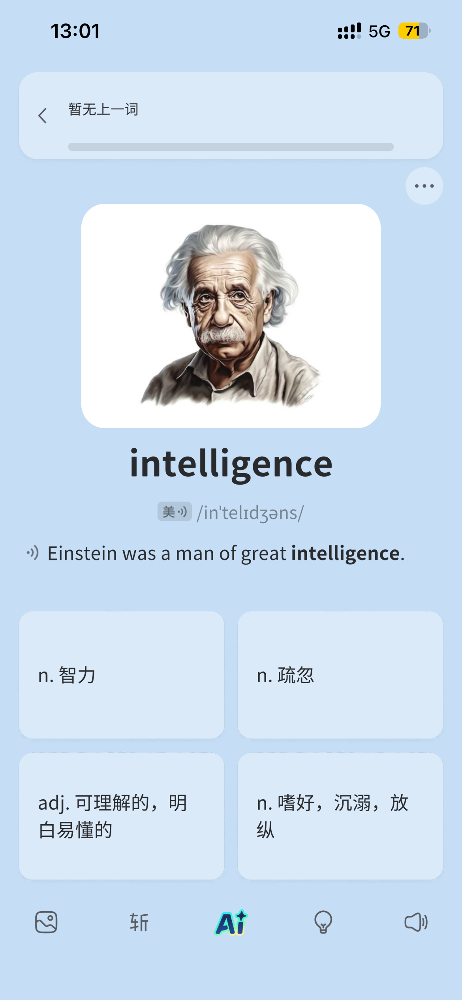 13:01
5G
71
暂无上一词
intelligence
美 /in'telɪdʒəns/
Einstein was a man of great intelligence.
n. 智力
n. 疏忽
adj. 可理解的，明
白易懂的
n. 嗜好，沉溺，放
纵
斩
Ai